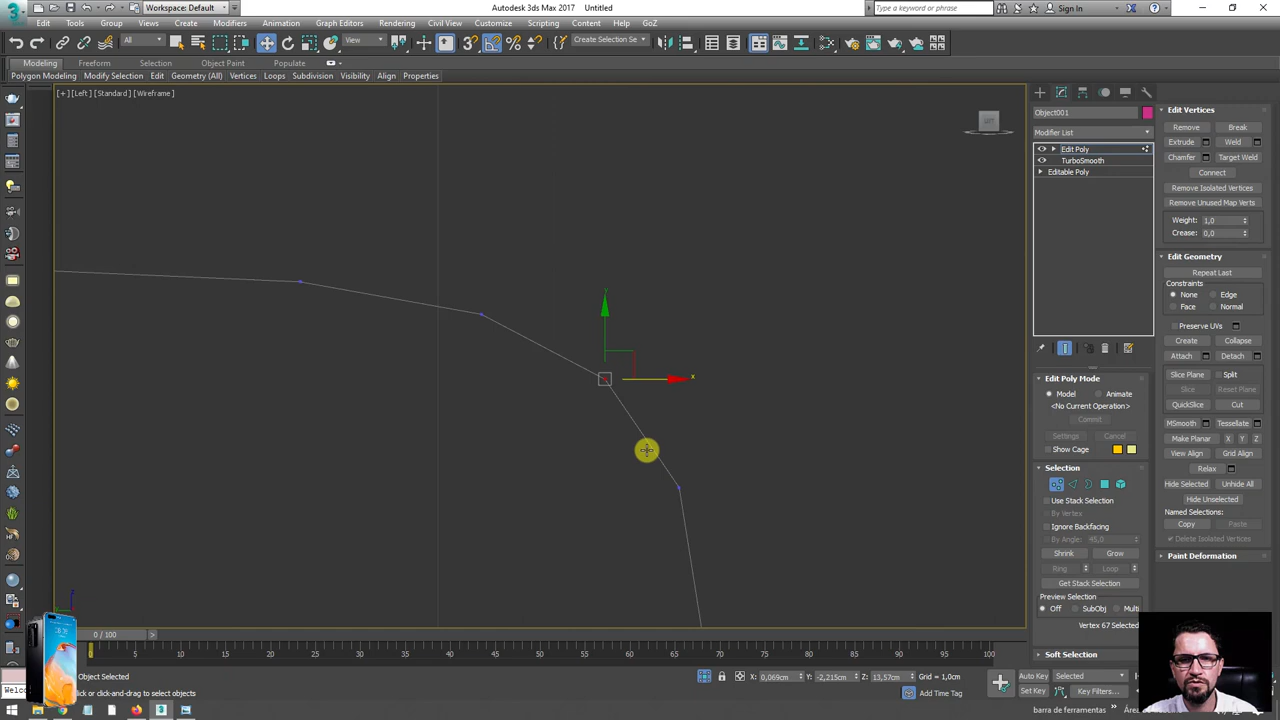 Workspace: Default
Autodesk 3ds Max 2017   Untitled
Type a keyword or phrase
Sign In
Edit Tools Group Views Create Modifiers Animation Graph Editors Rendering Civil View Customize Scripting Content Help GoZ
All
View
Create Selection Se
Modeling Freeform Selection Object Paint Populate
Polygon Modeling Modify Selection Edit Geometry (All) Vertices Loops Subdivision Visibility Align Properties
[+] [Left] [Standard] [Wireframe]
LEFT
y
x
Object001
Modifier List
Edit Poly
TurboSmooth
Editable Poly
Edit Poly Mode
Model Animate
<No Current Operation>
Commit
Settings Cancel
Show Cage
Selection
Use Stack Selection
By Vertex
Ignore Backfacing
By Angle: 45,0
Shrink Grow
Ring Loop
Get Stack Selection
Preview Selection
Off SubObj Multi
Vertex 67 Selected
Soft Selection
Edit Vertices
Remove Break
Extrude Weld
Chamfer Target Weld
Connect
Remove Isolated Vertices
Remove Unused Map Verts
Weight: 1,0
Crease: 0,0
Edit Geometry
Repeat Last
Constraints
None Edge
Face Normal
Preserve UVs
Create Collapse
Attach Detach
Slice Plane Split
Slice Reset Plane
QuickSlice Cut
MSmooth Tessellate
Make Planar X Y Z
View Align Grid Align
Relax
Hide Selected Unhide All
Hide Unselected
Named Selections:
Copy Paste
Delete Isolated Vertices
Paint Deformation
z
0 / 100
0 5 10 15 20 25 30 35 40 45 50 55 60 65 70 75 80 85 90 95 100
Object Selected
click or click-and-drag to select objects
Welco
X: 0,069cm Y: -2,215cm Z: 13,57cm Grid = 1,0cm
Add Time Tag
Auto Key Selected
Set Key Key Filters...
barra de ferramentas